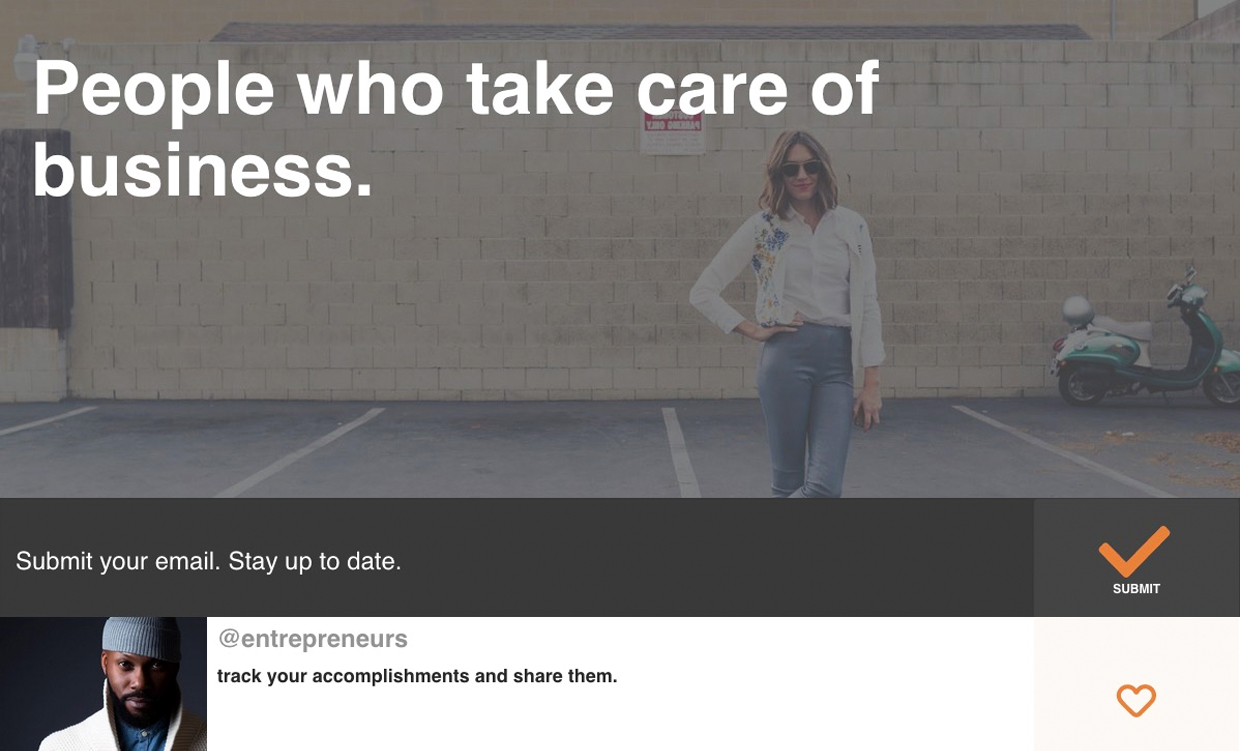 People who take care of
business.
Submit your email. Stay up to date.
SUBMIT
@entrepreneurs
track your accomplishments and share them.